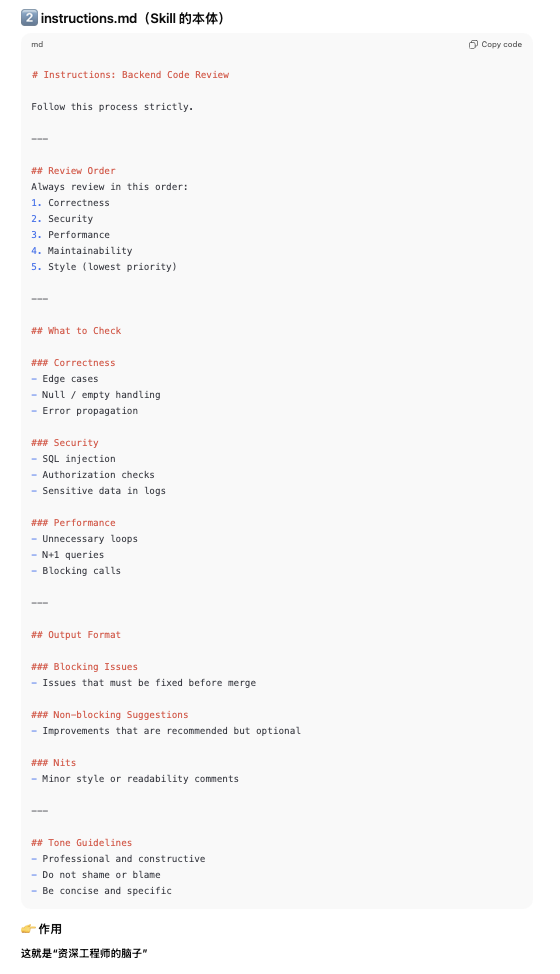 2 instructions.md（Skill 的本体）
md
Copy code
# Instructions: Backend Code Review
Follow this process strictly.
---
## Review Order
Always review in this order:
1. Correctness
2. Security
3. Performance
4. Maintainability
5. Style (lowest priority)
---
## What to Check
### Correctness
- Edge cases
- Null / empty handling
- Error propagation
### Security
- SQL injection
- Authorization checks
- Sensitive data in logs
### Performance
- Unnecessary loops
- N+1 queries
- Blocking calls
---
## Output Format
### Blocking Issues
- Issues that must be fixed before merge
### Non-blocking Suggestions
- Improvements that are recommended but optional
### Nits
- Minor style or readability comments
---
## Tone Guidelines
- Professional and constructive
- Do not shame or blame
- Be concise and specific
👉 作用
这就是“资深工程师的脑子”